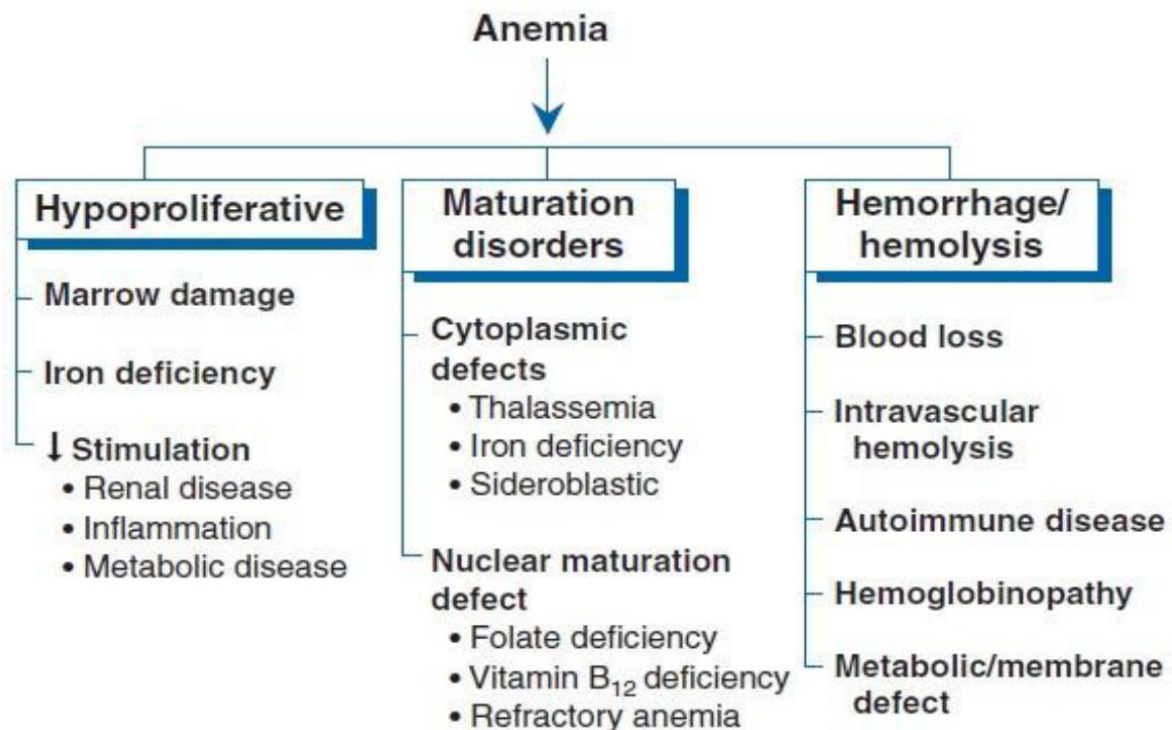 Anemia
Hypoproliferative
Marrow damage
Iron deficiency
↓ Stimulation
• Renal disease
• Inflammation
• Metabolic disease
Maturation
disorders
Cytoplasmic
defects
• Thalassemia
• Iron deficiency
• Sideroblastic
Nuclear maturation
defect
• Folate deficiency
• Vitamin B₁₂ deficiency
• Refractory anemia
Hemorrhage/
hemolysis
Blood loss
Intravascular
hemolysis
Autoimmune disease
Hemoglobinopathy
Metabolic/membrane
defect